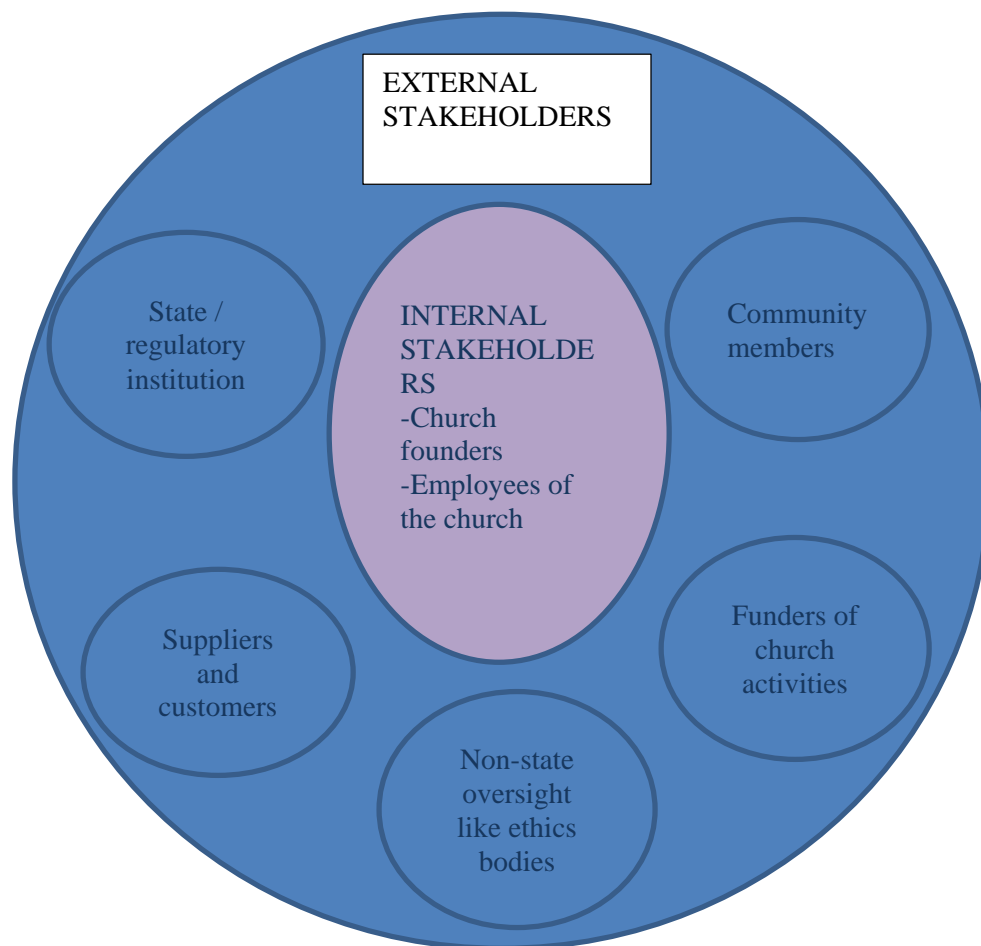 EXTERNAL
STAKEHOLDERS
State /
regulatory
institution
INTERNAL
STAKEHOLDE
RS
-Church
founders
-Employees of
the church
Community
members
Suppliers
and
customers
Funders of
church
activities
Non-state
oversight
like ethics
bodies